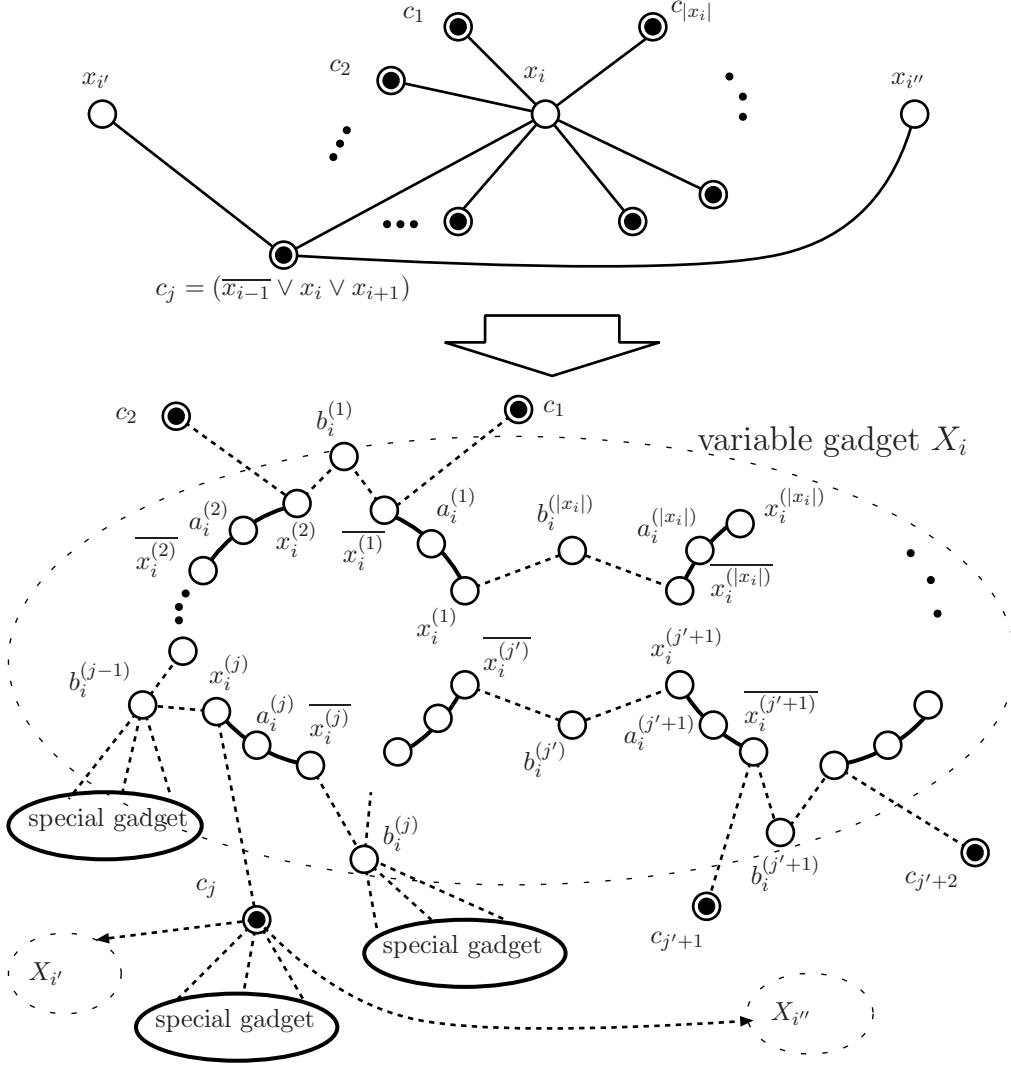 c_1
c_{|x_i|}
c_2
x_i
x_{i'}
x_{i''}
c_j = (\overline{x_{i-1}} ∨ x_i ∨ x_{i+1})
c_2
b_i^{(1)}
c_1
variable gadget X_i
a_i^{(2)}
a_i^{(1)}
b_i^{(|x_i|)}
a_i^{(|x_i|)}
x_i^{(|x_i|)}
\overline{x_i^{(2)}}
x_i^{(2)}
\overline{x_i^{(1)}}
\overline{x_i^{(|x_i|)}}
x_i^{(1)}
b_i^{(j-1)}
x_i^{(j)}
\overline{x_i^{(j')}}
x_i^{(j'+1)}
a_i^{(j)}
\overline{x_i^{(j)}}
b_i^{(j')}
a_i^{(j'+1)}
\overline{x_i^{(j'+1)}}
special gadget
b_i^{(j)}
b_i^{(j'+1)}
c_{j'+2}
c_j
special gadget
c_{j'+1}
X_{i'}
special gadget
X_{i''}